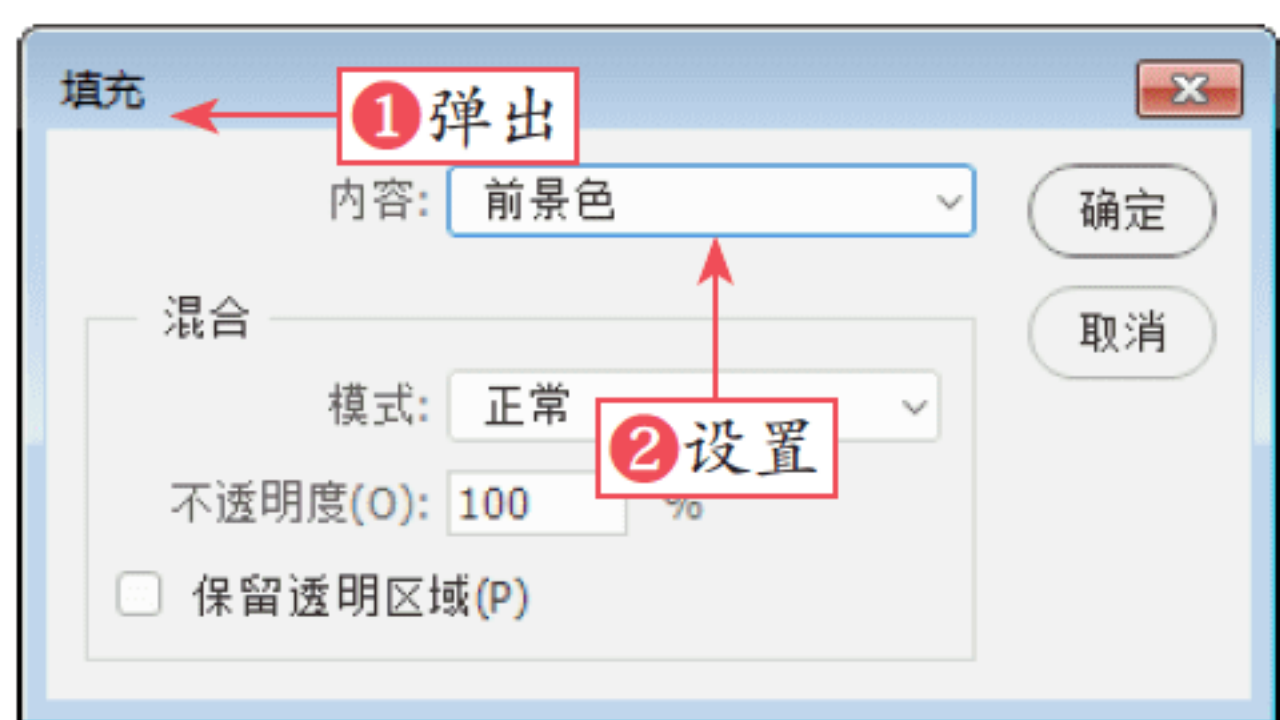 填充
❶弹出
内容: 前景色
确定
混合
取消
模式: 正常
❷设置
不透明度(O): 100 %
保留透明区域(P)